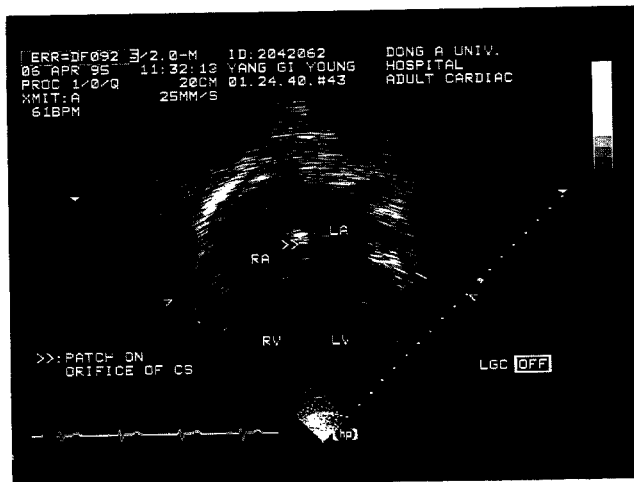 ERR=DF092 3/2.0-M ID:2042062 DONG A UNIV.
06 APR 95 11:32:13 YANG GI YOUNG HOSPITAL
PROC 1/0/Q 20CM 01.24.40.#43 ADULT CARDIAC
XMIT:A 25MM/S
61BPM
LA
>>
RA
RV LV
>>:PATCH ON
ORIFICE OF CS
LGC OFF
(hp)